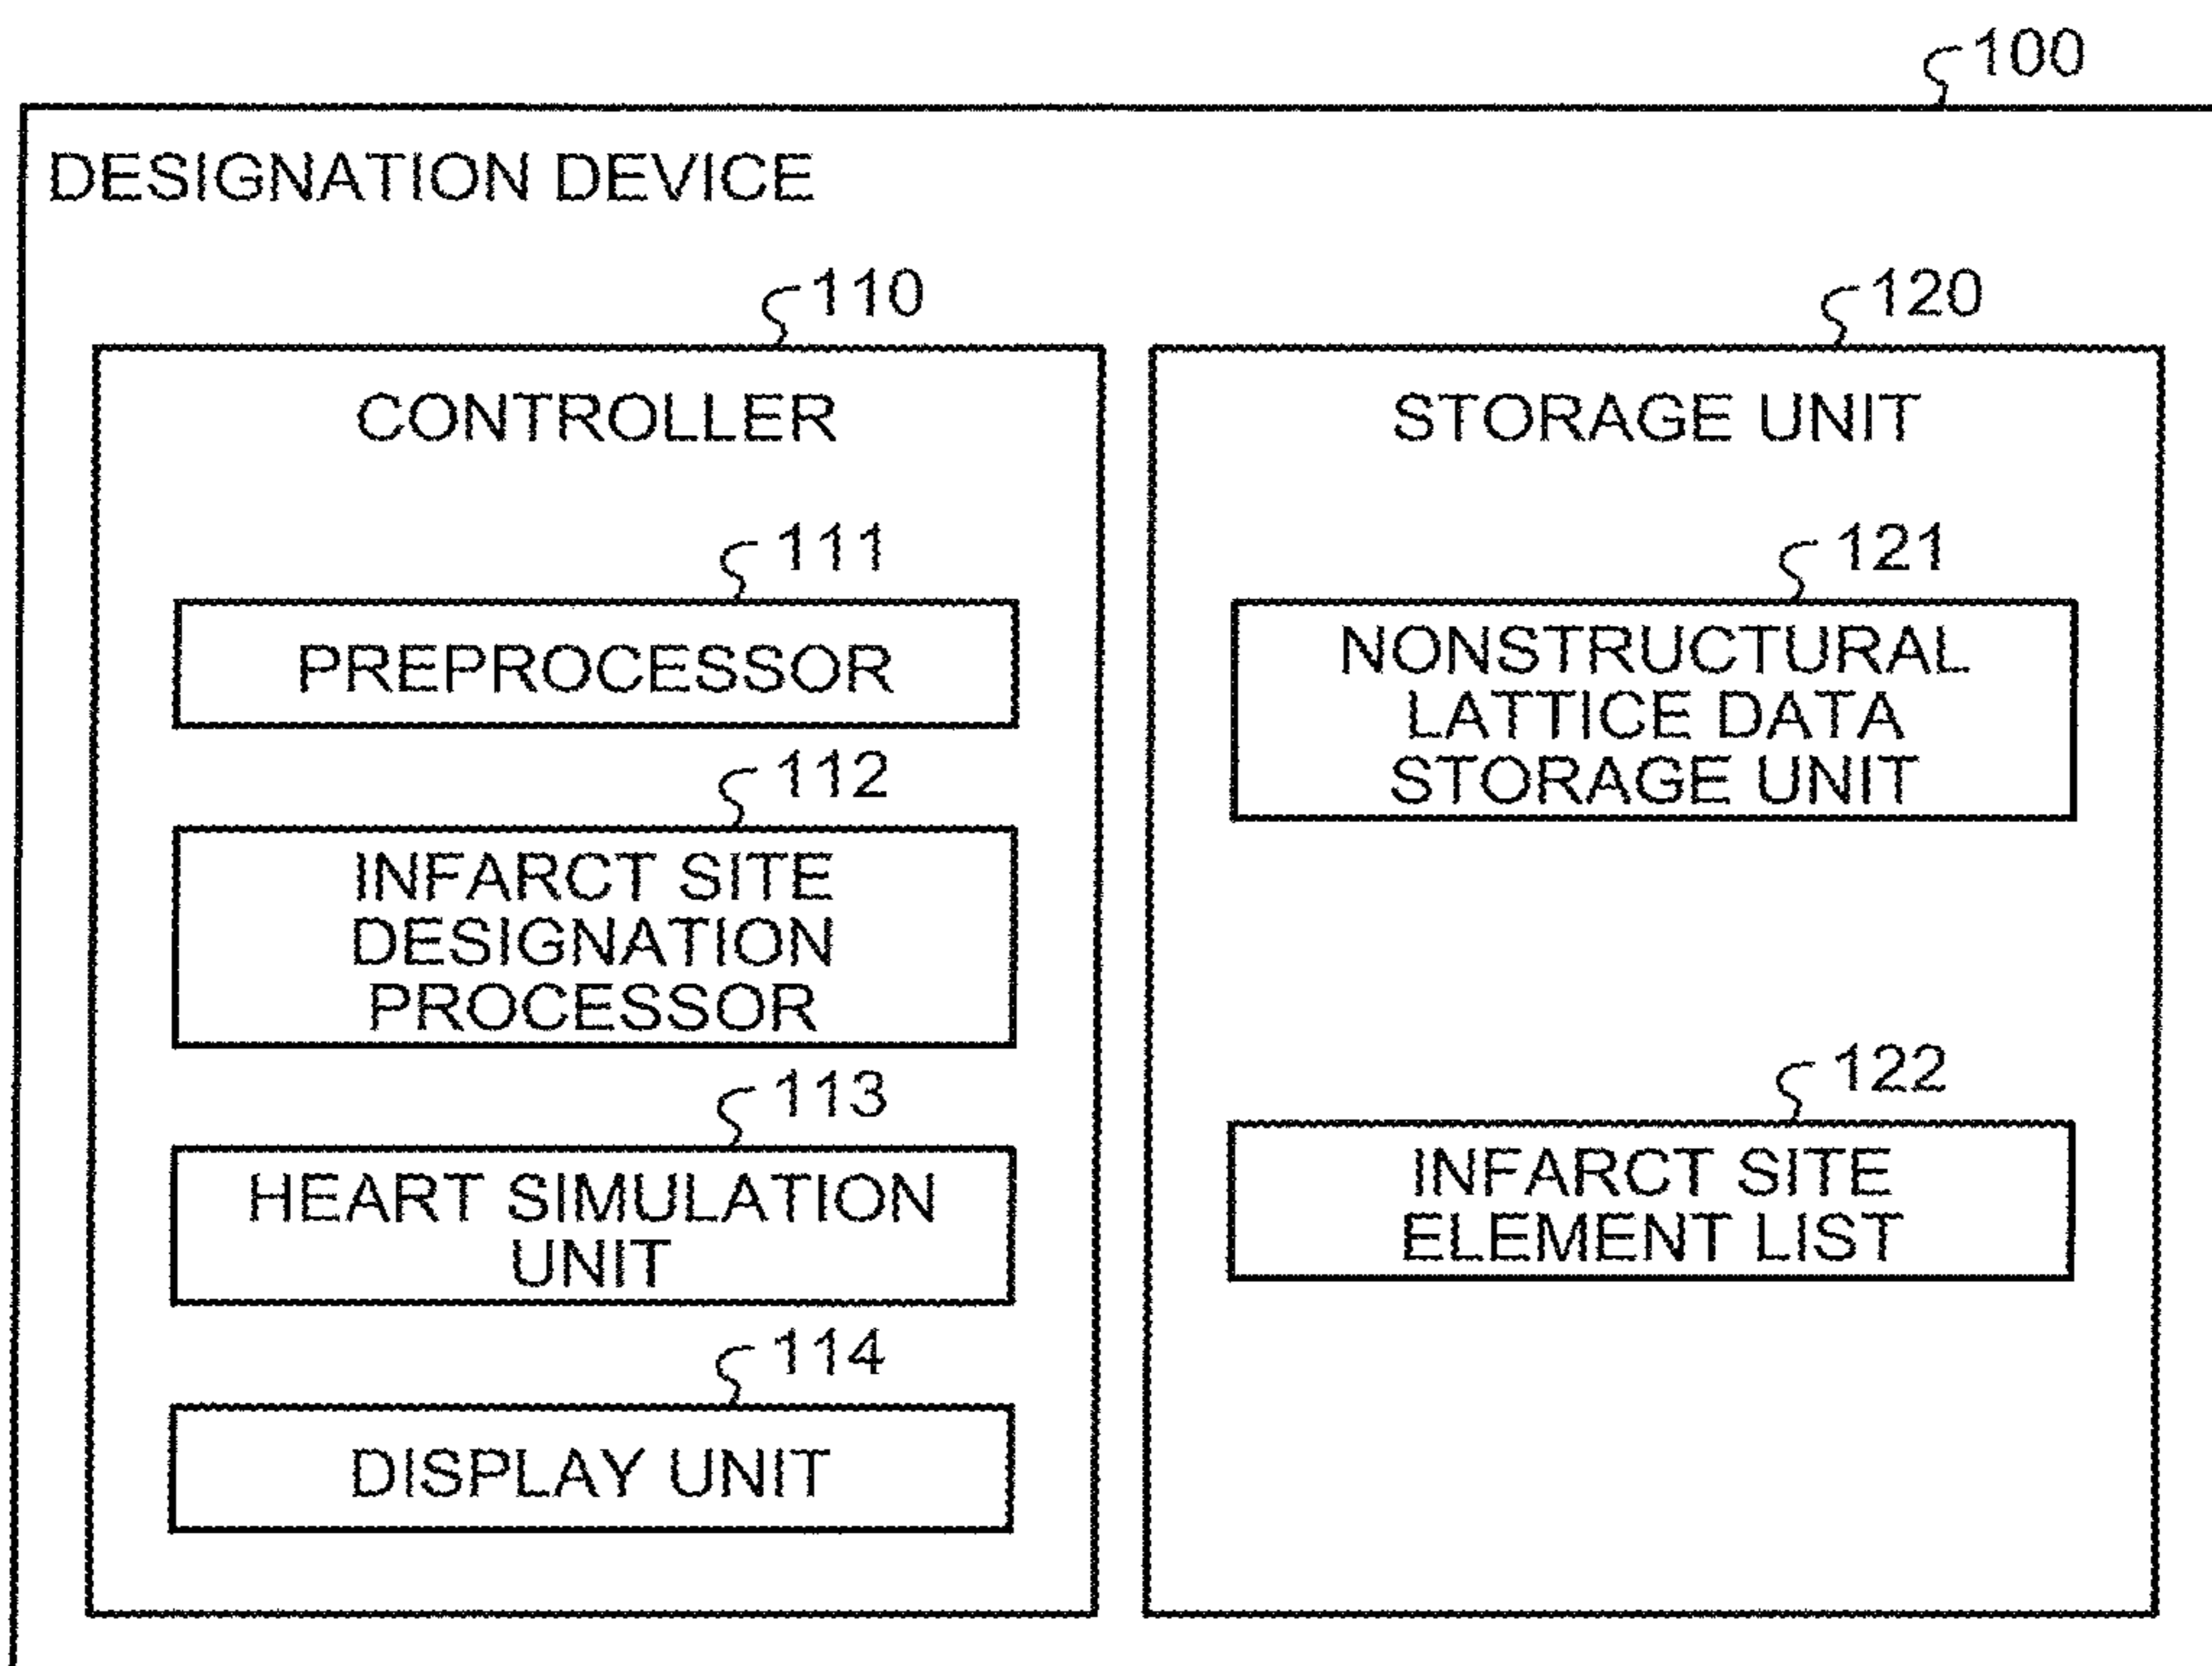 100
DESIGNATION DEVICE
110
CONTROLLER
111
PREPROCESSOR
112
INFARCT SITE
DESIGNATION
PROCESSOR
113
HEART SIMULATION
UNIT
114
DISPLAY UNIT
120
STORAGE UNIT
121
NONSTRUCTURAL
LATTICE DATA
STORAGE UNIT
122
INFARCT SITE
ELEMENT LIST